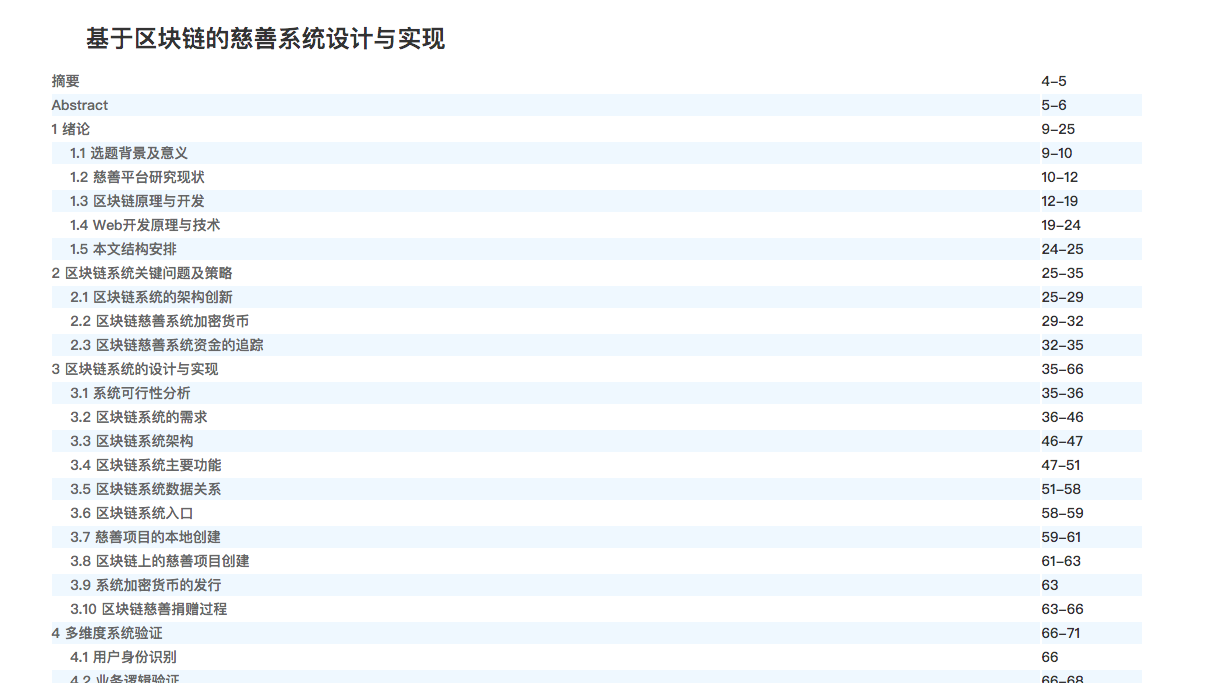 基于区块链的慈善系统设计与实现
摘要 4–5
Abstract 5–6
1 绪论 9–25
1.1 选题背景及意义 9–10
1.2 慈善平台研究现状 10–12
1.3 区块链原理与开发 12–19
1.4 Web开发原理与技术 19–24
1.5 本文结构安排 24–25
2 区块链系统关键问题及策略 25–35
2.1 区块链系统的架构创新 25–29
2.2 区块链慈善系统加密货币 29–32
2.3 区块链慈善系统资金的追踪 32–35
3 区块链系统的设计与实现 35–66
3.1 系统可行性分析 35–36
3.2 区块链系统的需求 36–46
3.3 区块链系统架构 46–47
3.4 区块链系统主要功能 47–51
3.5 区块链系统数据关系 51–58
3.6 区块链系统入口 58–59
3.7 慈善项目的本地创建 59–61
3.8 区块链上的慈善项目创建 61–63
3.9 系统加密货币的发行 63
3.10 区块链慈善捐赠过程 63–66
4 多维度系统验证 66–71
4.1 用户身份识别 66
4.2 业务逻辑验证 66–68